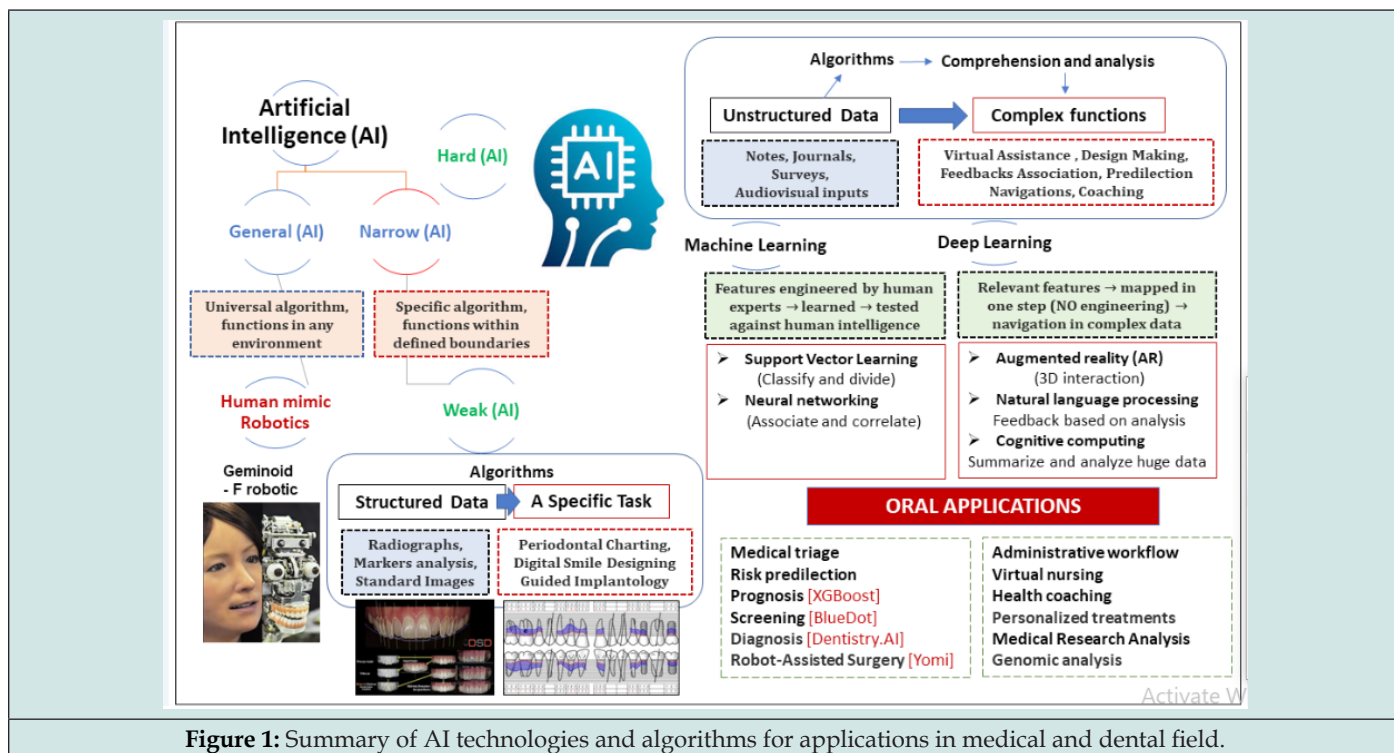 Artificial
Intelligence (AI)
Hard (AI)
AI
General (AI)
Narrow (AI)
Universal algorithm,
functions in any
environment
Specific algorithm,
functions within
defined boundaries
Human mimic
Robotics
Weak (AI)
Geminoid
- F robotic
Algorithms
Structured Data
A Specific Task
Radiographs,
Markers analysis,
Standard Images
Periodontal Charting,
Digital Smile Designing
Guided Implantology
DSD
Algorithms
Comprehension and analysis
Unstructured Data
Complex functions
Notes, Journals,
Surveys,
Audiovisual inputs
Virtual Assistance , Design Making,
Feedbacks Association, Predilection
Navigations, Coaching
Machine Learning
Deep Learning
Features engineered by human
experts → learned → tested
against human intelligence
Relevant features → mapped in
one step (NO engineering) →
navigation in complex data
➢ Support Vector Learning
(Classify and divide)
➢ Neural networking
(Associate and correlate)
➢ Augmented reality (AR)
(3D interaction)
➢ Natural language processing
Feedback based on analysis
➢ Cognitive computing
Summarize and analyze huge data
ORAL APPLICATIONS
Medical triage
Risk predilection
Prognosis [XGBoost]
Screening [BlueDot]
Diagnosis [Dentistry.AI]
Robot-Assisted Surgery [Yomi]
Administrative workflow
Virtual nursing
Health coaching
Personalized treatments
Medical Research Analysis
Genomic analysis
Activate W
Figure 1: Summary of AI technologies and algorithms for applications in medical and dental field.